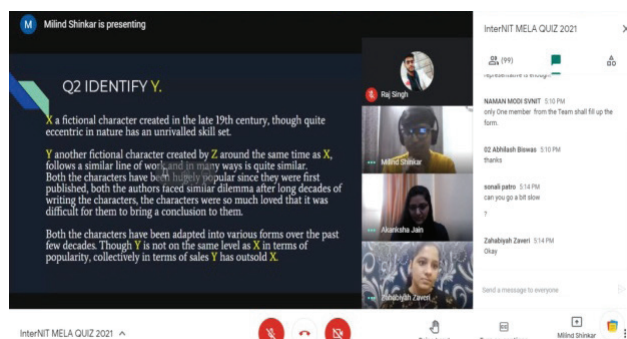 M Milind Shinkar is presenting
Q2 IDENTIFY Y.
X a fictional character created in the late 19th century, though quite
eccentric in nature has an unrivalled skill set.
Y another fictional character created by Z around the same time as X,
follows a similar line of work and in many ways is quite similar.
Both the characters have been hugely popular since they were first
published, both the authors faced similar dilemma after long decades of
writing the characters, the characters were so much loved that it was
difficult for them to bring a conclusion to them.
Both the characters have been adapted into various forms over the past
few decades. Though Y is not on the same level as X in terms of
popularity, collectively in terms of sales Y has outsold X.
Raj Singh
Milind Shinkar
Akanksha Jain
Zahabiyah Zaveri
InterNIT MELA QUIZ 2021
(99)
representative is enough
NAMAN MODI SVNIT 5:10 PM
only One member from the Team shall fill up the
form.
02 Abhilash Biswas 5:10 PM
thanks
sonali patro 5:14 PM
can you go a bit slow
?
Zahabiyah Zaveri 5:14 PM
Okay
Send a message to everyone
InterNIT MELA QUIZ 2021
Milind Shinkar